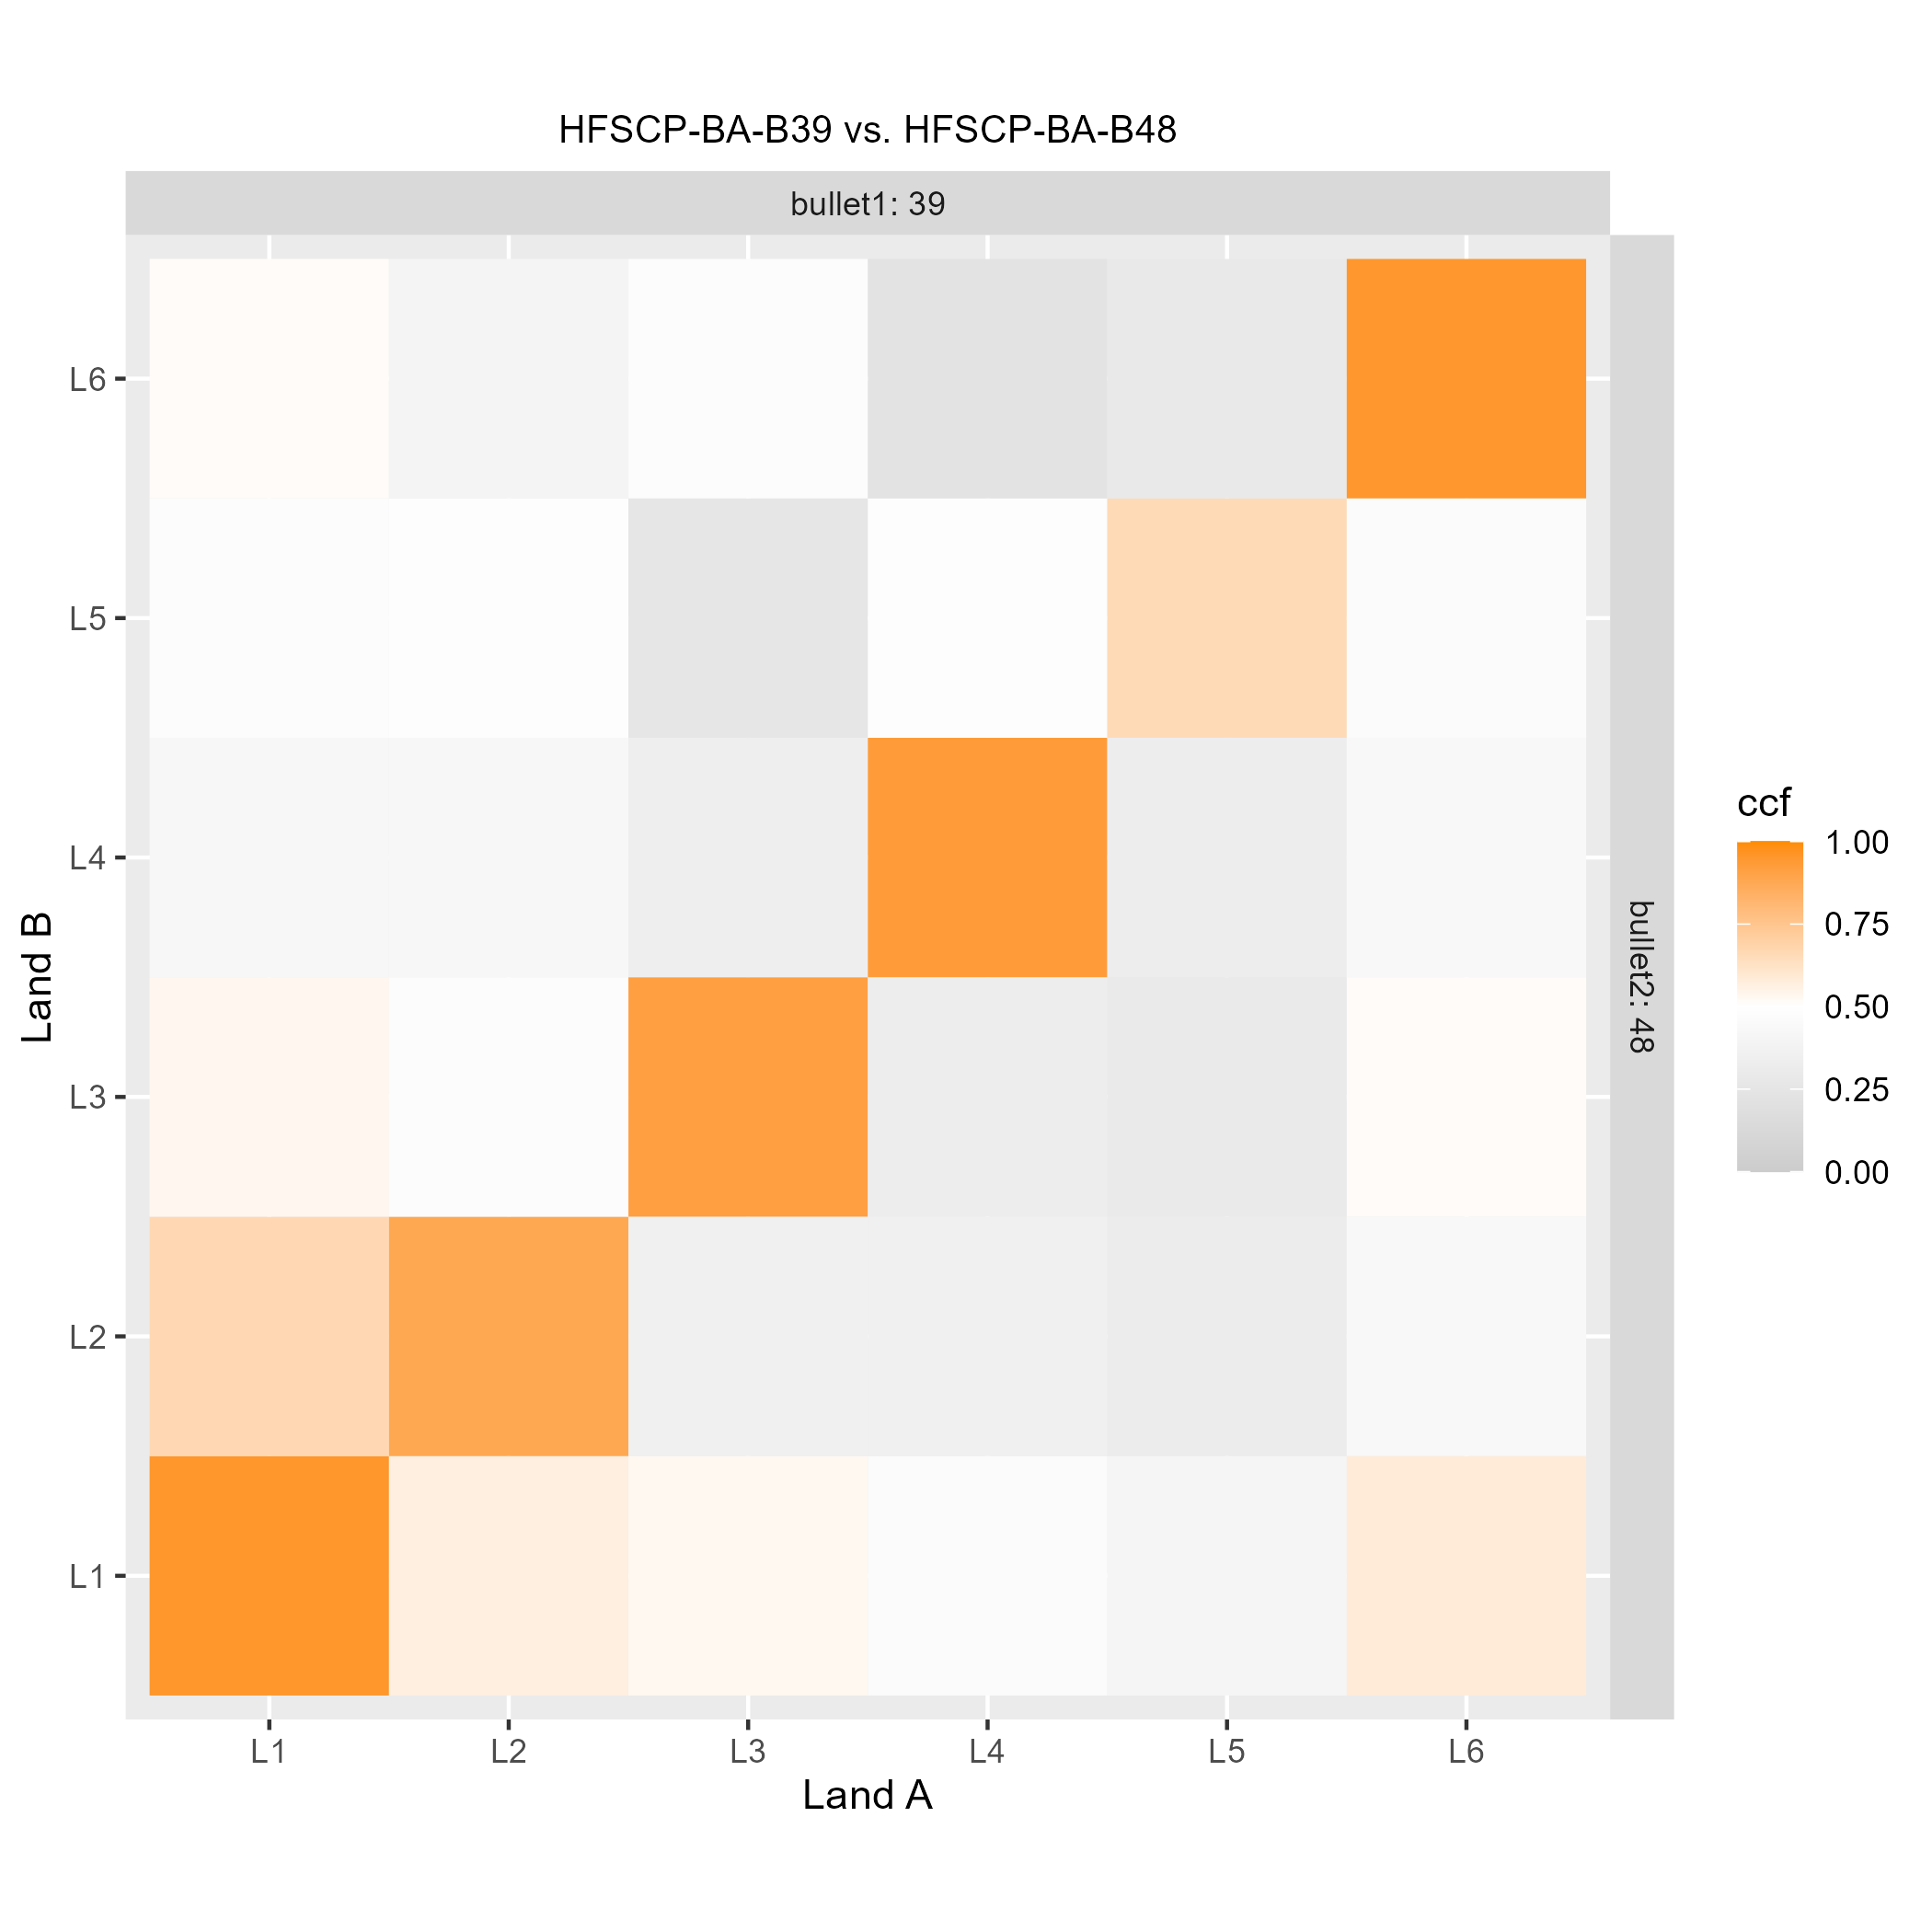 HFSCP-BA-B39 vs. HFSCP-BA-B48
bullet1: 39
L6
L5
L4
L3
L2
L1
Land B
bullet2: 48
ccf
1.00
0.75
0.50
0.25
0.00
L1 L2 L3 L4 L5 L6
Land A